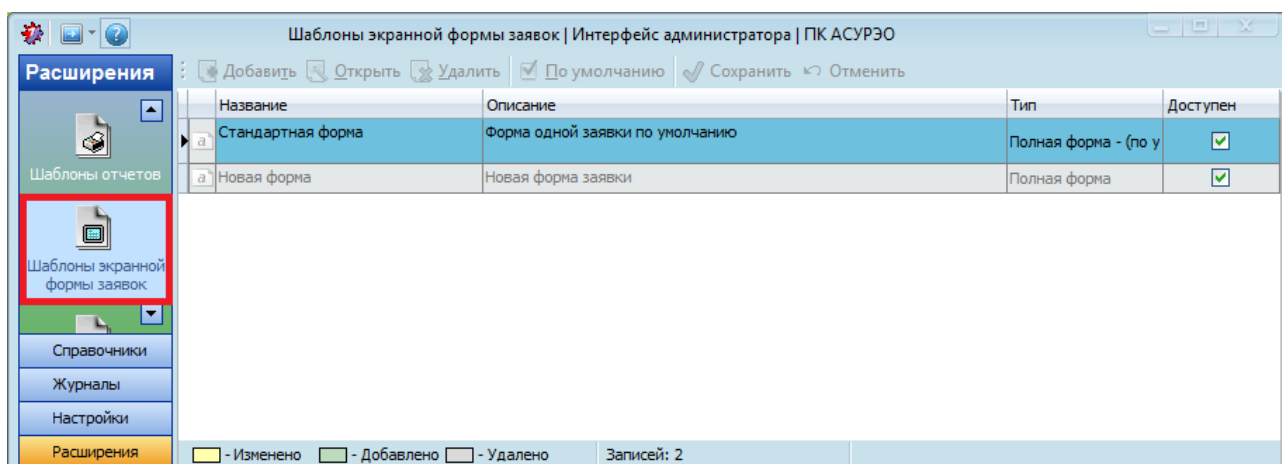 Шаблоны экранной формы заявок | Интерфейс администратора | ПК АСУРЭО
Расширения
Добавить Открыть Удалить По умолчанию Сохранить Отменить
Название Описание Тип Доступен
Стандартная форма Форма одной заявки по умолчанию Полная форма - (по у
Новая форма Новая форма заявки Полная форма
Шаблоны отчетов
Шаблоны экранной
формы заявок
Справочники
Журналы
Настройки
Расширения
- Изменено - Добавлено - Удалено Записей: 2